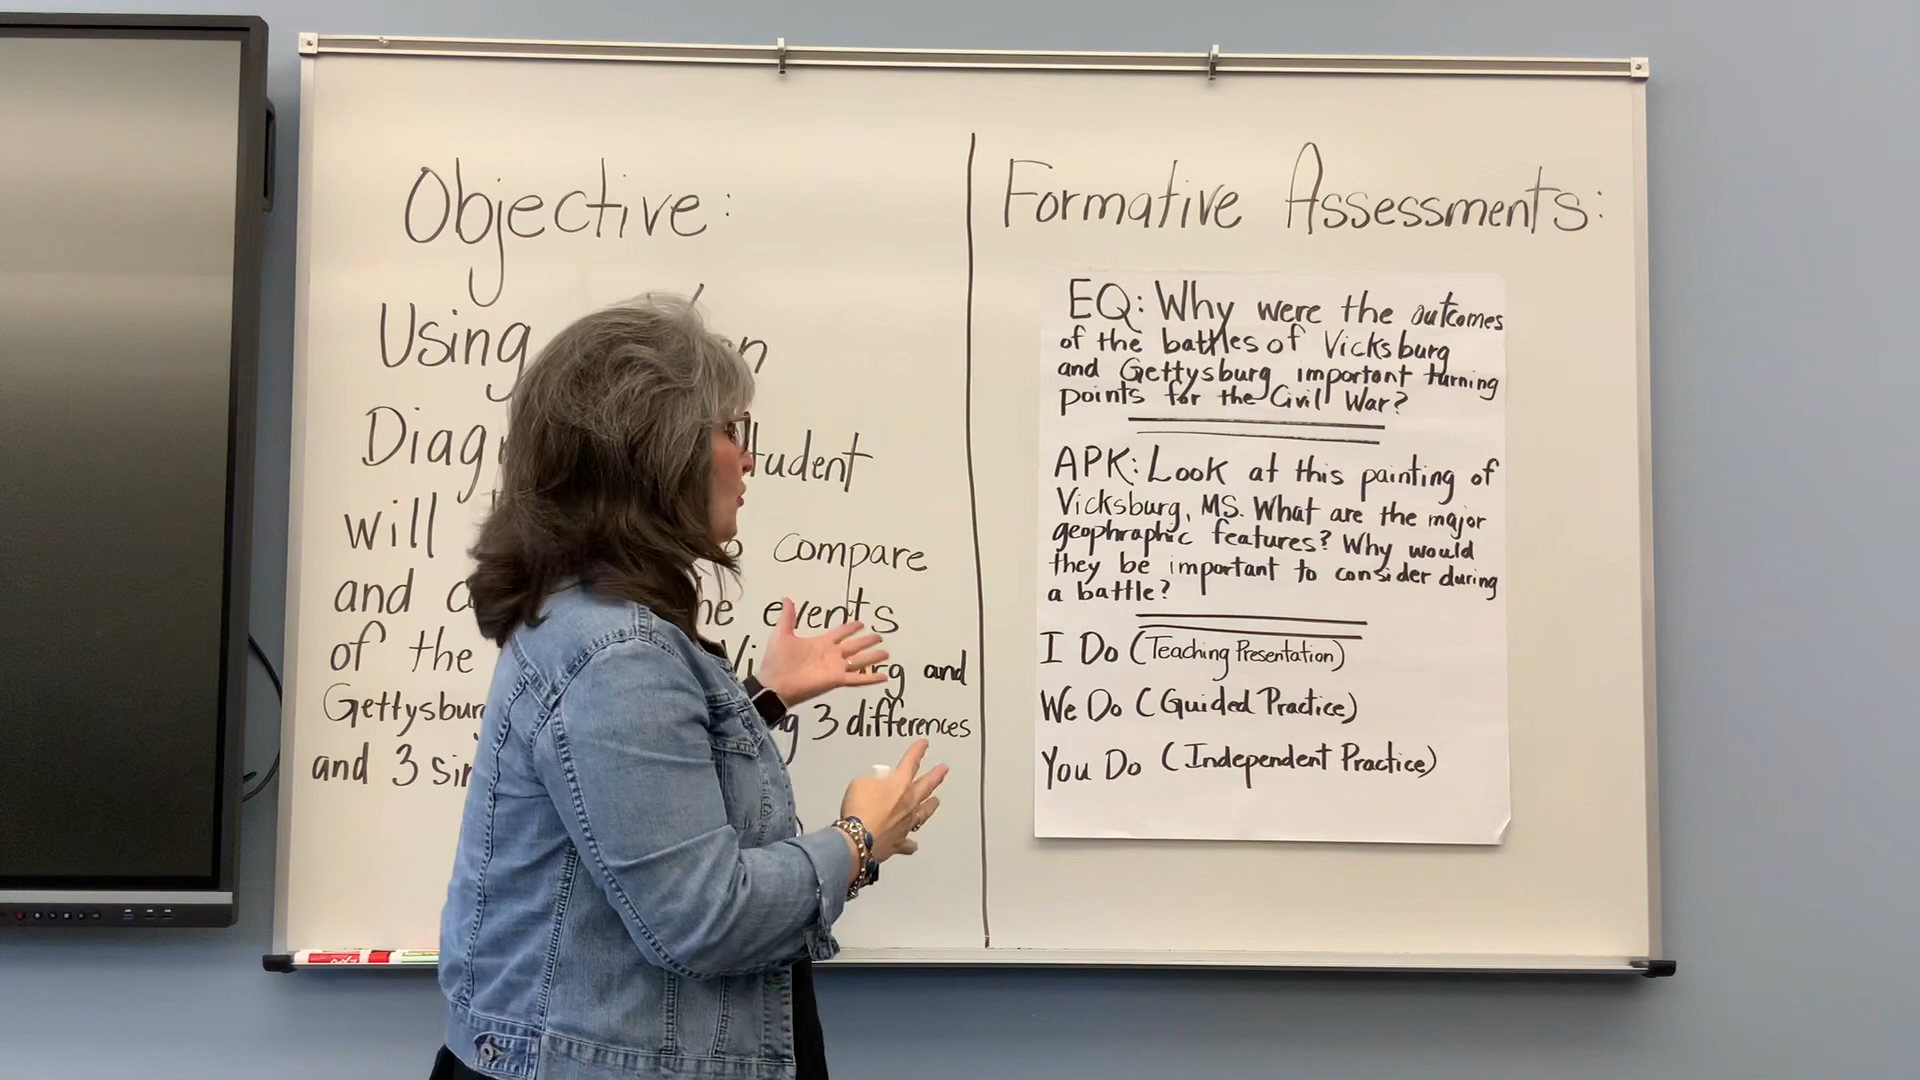 Objective:
Using
Diag tudent
will compare
and c he events
of the Vi rg and
Gettysburg g 3 differences
and 3 sim
Formative Assessments:
EQ: Why were the outcomes
of the battles of Vicksburg
and Gettysburg important turning
points for the Civil War?
APK: Look at this painting of
Vicksburg, MS. What are the major
geophraphic features? Why would
they be important to consider during
a battle?
I Do (Teaching Presentation)
We Do (Guided Practice)
You Do (Independent Practice)